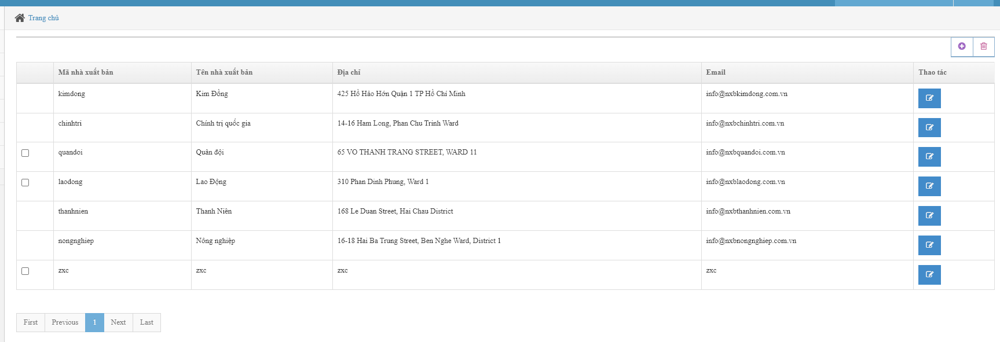 Trang chủ
Mã nhà xuất bản Tên nhà xuất bản Địa chỉ Email Thao tác
kimdong Kim Đồng 425 Hồ Hảo Hớn Quận 1 TP Hồ Chí Minh info@nxbkimdong.com.vn
chinhtri Chính trị quốc gia 14-16 Ham Long, Phan Chu Trinh Ward info@nxbchinhtri.com.vn
quandoi Quân đội 65 VO THANH TRANG STREET, WARD 11 info@nxbquandoi.com.vn
laodong Lao Động 310 Phan Dinh Phung, Ward 1 info@nxblaodong.com.vn
thanhnien Thanh Niên 168 Le Duan Street, Hai Chau District info@nxbthanhnien.com.vn
nongnghiep Nông nghiệp 16-18 Hai Ba Trung Street, Ben Nghe Ward, District 1 info@nxbnongnghiep.com.vn
zxc zxc zxc zxc
First Previous 1 Next Last